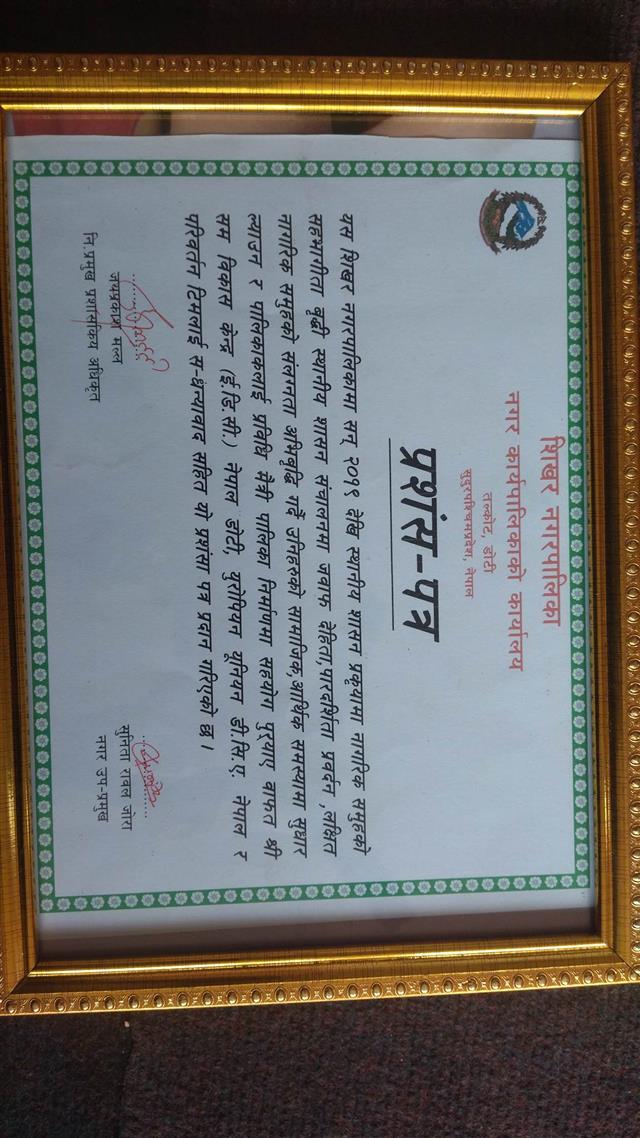 शिखर नगरपालिका
नगर कार्यपालिकाको कार्यालय
तल्कोट, डोटी
सुदुरपश्चिमप्रदेश, नेपाल
प्रशंसा-पत्र
यस शिखर नगरपालिकामा सन् २०१९ देखि स्थानीय शासन प्रकृयामा नागरिक समुहको
सहभागीता बृद्धी स्थानीय शासन संचालनमा जवाफ देहिता,पारदर्शिता प्रवर्दन ,लक्षित
नागरिक समुहको संलग्नता अभिबृद्धि गर्दै उनिहरुको सामाजिक,आर्थिक समस्यामा सुधार
ल्याउन र पालिकाकलाई प्रविधि मैत्री पालिका निर्माणमा सहयोग पुर्‍याए वाफत श्री
सम विकास केन्द्र (ई.डि.सी.) नेपाल डोटी, युरोपियन युनियन डी.सि.ए. नेपाल र
परिवर्तन टिमलाई स-धंन्यावाद सहित यो प्रशंसा पत्र प्रदान गरिएको छ ।
जयप्रकाश मल्ल
नि.प्रमुख प्रशासकिय अधिकृत
सुनिता रावल जोरा
नगर उप-प्रमुख